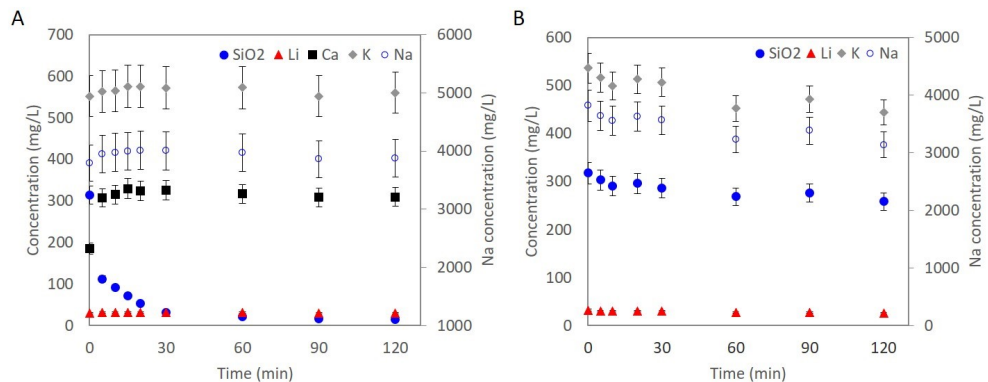 A
Concentration (mg/L)
700
600
500
400
300
200
100
0
SiO2 Li Ca K Na
6000
5000
4000
3000
2000
1000
Na concentration (mg/L)
0 30 60 90 120
Time (min)
B
Concentration (mg/L)
600
500
400
300
200
100
0
SiO2 Li K Na
5000
4000
3000
2000
1000
0
Na concentration (mg/L)
0 30 60 90 120
Time (min)